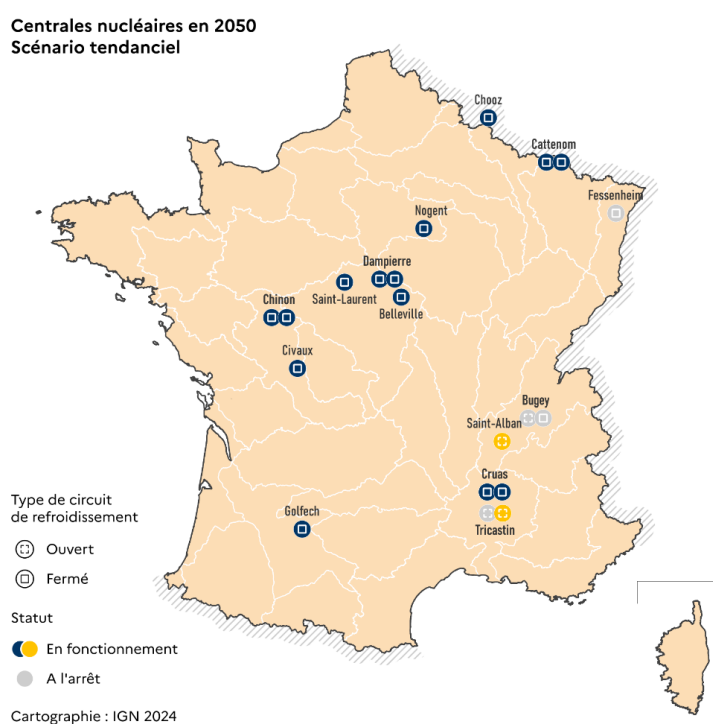 Centrales nucléaires en 2050
Scénario tendanciel
Chooz
Cattenom
Fessenheim
Nogent
Dampierre
Saint-Laurent
Belleville
Chinon
Civaux
Bugey
Saint-Alban
Cruas
Golfech
Tricastin
Type de circuit
de refroidissement
Ouvert
Fermé
Statut
En fonctionnement
A l'arrêt
Cartographie : IGN 2024